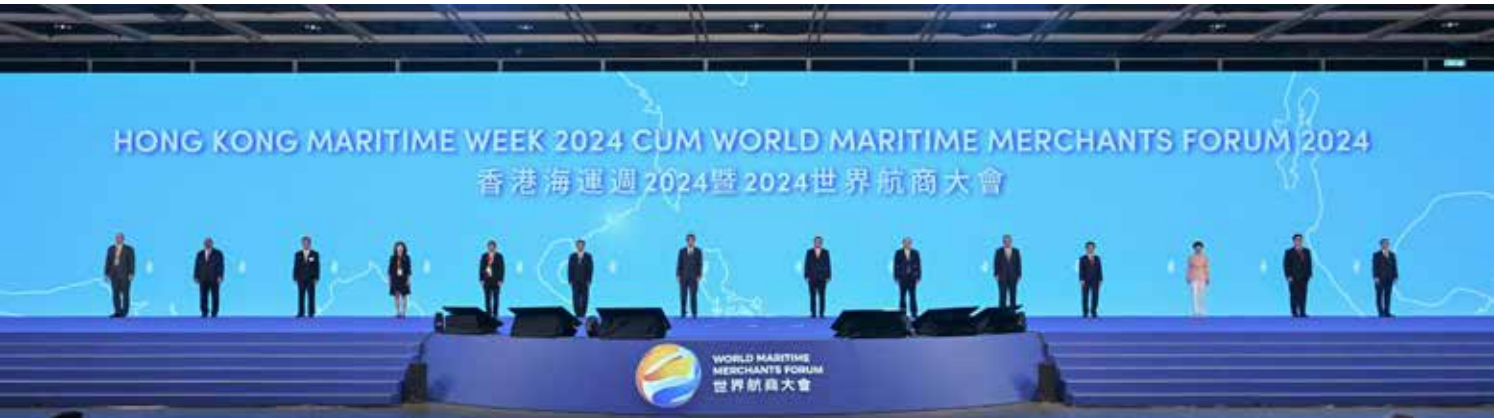 HONG KONG MARITIME WEEK 2024 CUM WORLD MARITIME MERCHANTS FORUM 2024
香港海運週2024暨2024世界航商大會
WORLD MARITIME
MERCHANTS FORUM
世界航商大會